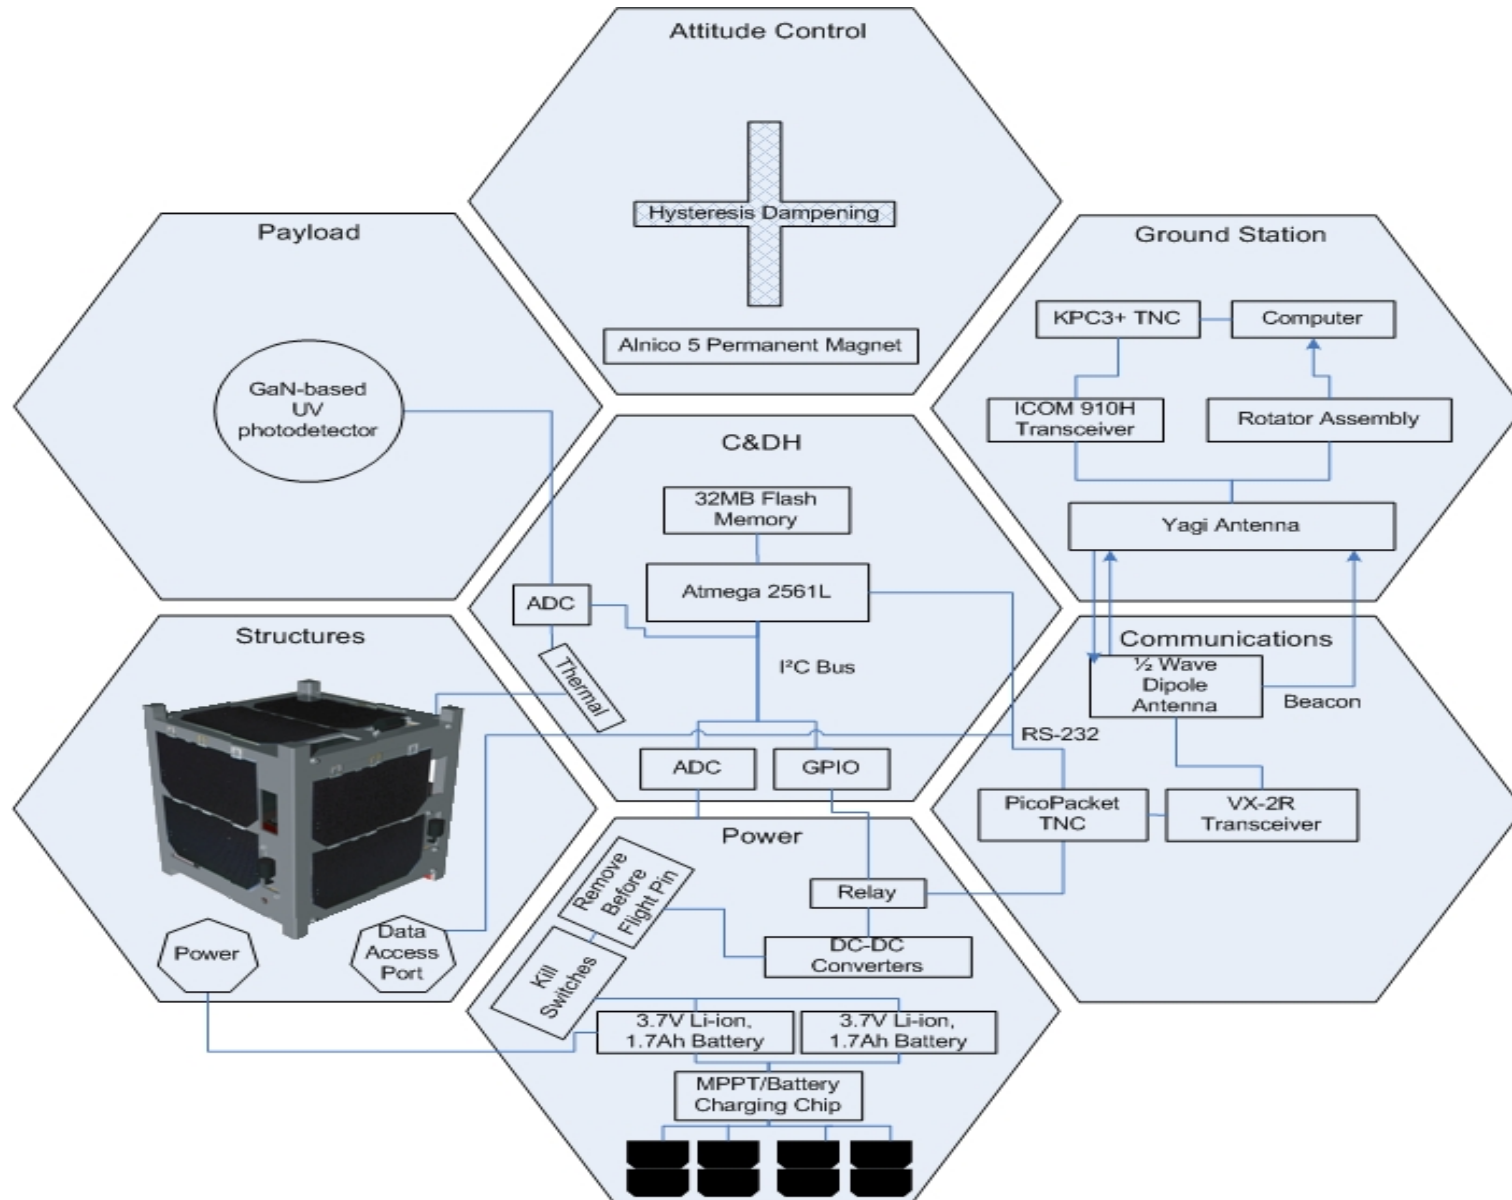 Attitude Control
Hysteresis Dampening
Alnico 5 Permanent Magnet
Payload
GaN-based
UV
photodetector
Ground Station
KPC3+ TNC
Computer
ICOM 910H
Transceiver
Rotator Assembly
Yagi Antenna
C&DH
32MB Flash
Memory
Atmega 2561L
ADC
Thermal
I²C Bus
ADC
GPIO
RS-232
Structures
Power
Data
Access
Port
Communications
½ Wave
Dipole
Antenna
Beacon
PicoPacket
TNC
VX-2R
Transceiver
Power
Remove
Before
Flight Pin
Kill
Switches
Relay
DC-DC
Converters
3.7V Li-ion,
1.7Ah Battery
3.7V Li-ion,
1.7Ah Battery
MPPT/Battery
Charging Chip